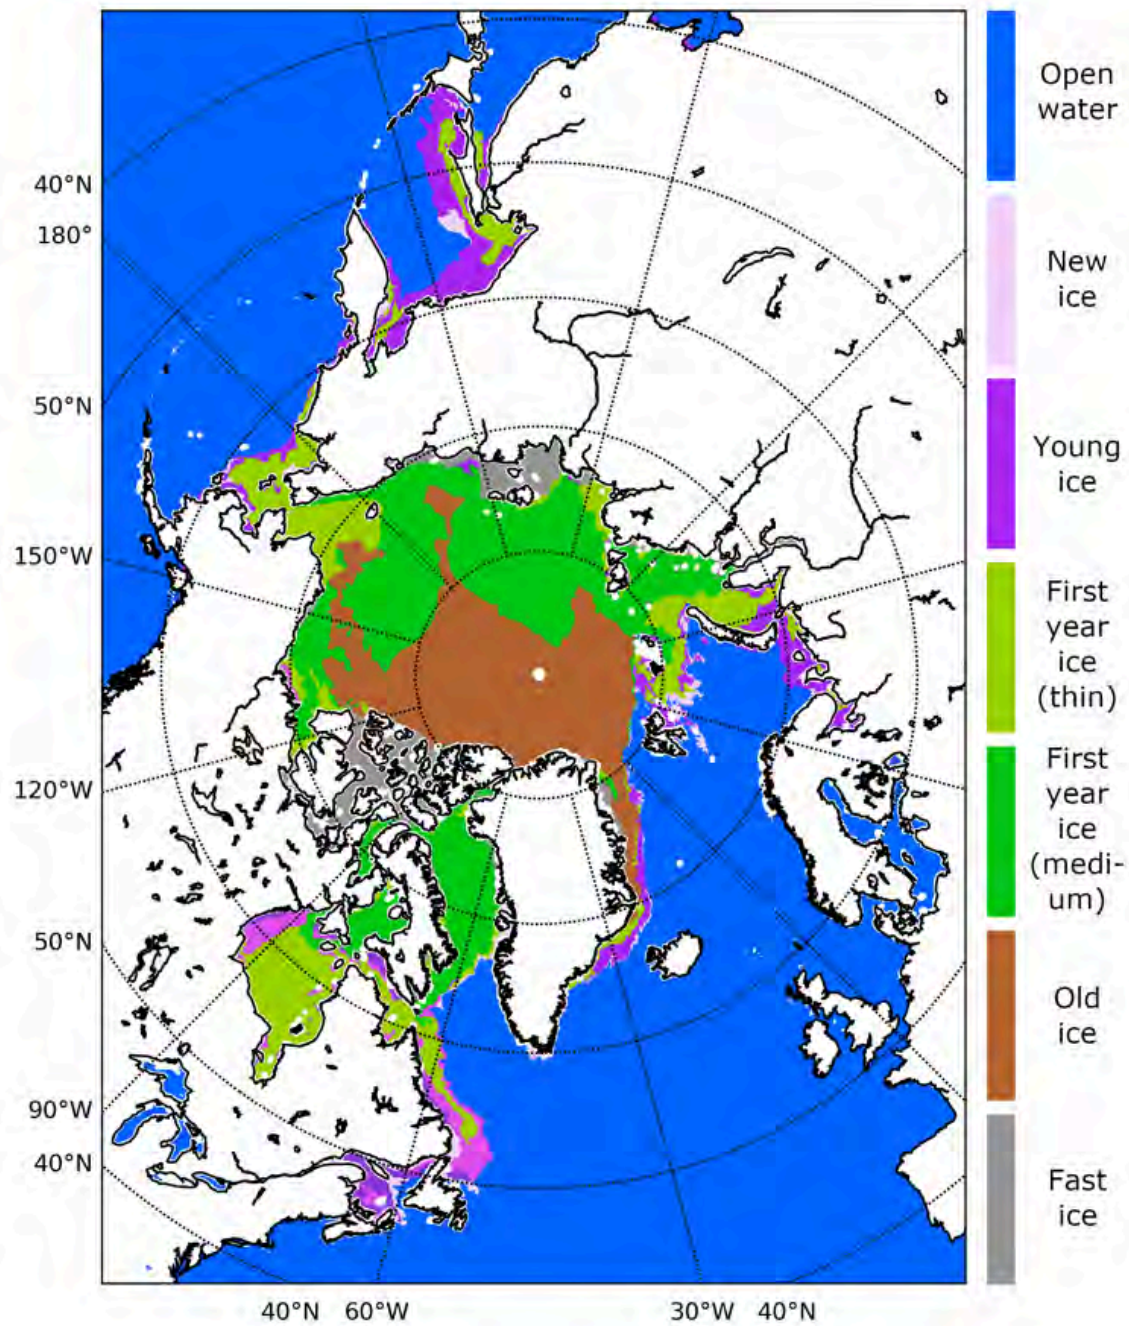 40°N
180°
50°N
150°W
120°W
50°N
90°W
40°N
40°N 60°W 30°W 40°N
Open
water
New
ice
Young
ice
First
year
ice
(thin)
First
year
ice
(medi-
um)
Old
ice
Fast
ice